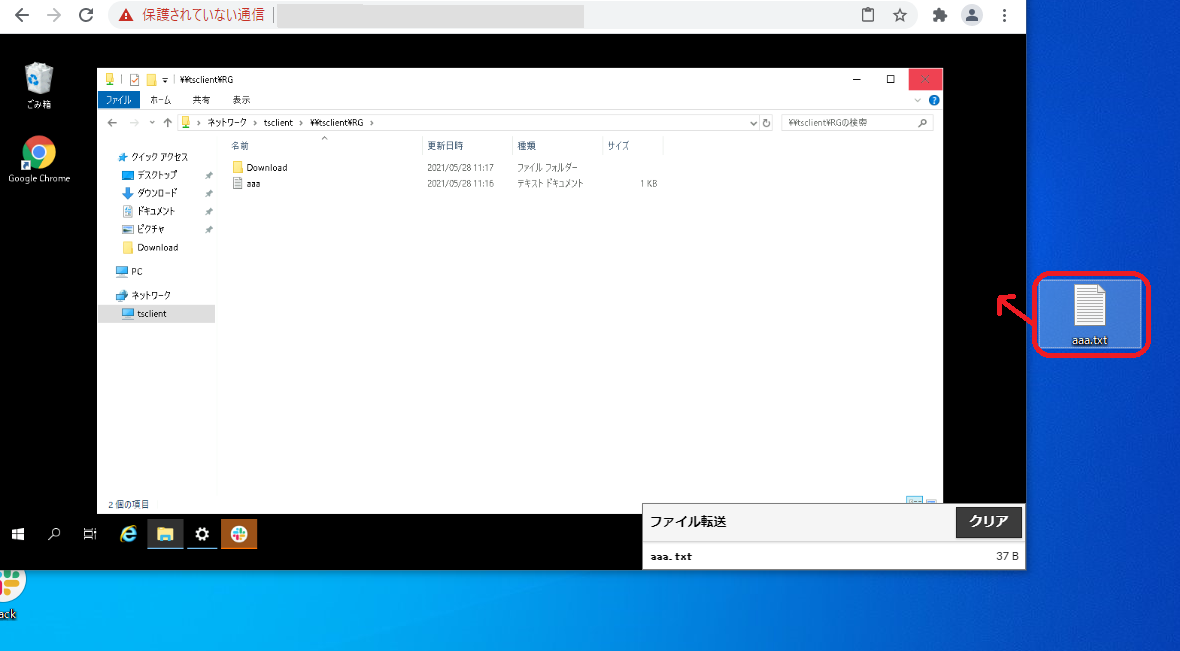 保護されていない通信
ごみ箱
Google Chrome
¥¥tsclient¥RG
ファイル ホーム 共有 表示
ネットワーク > tsclient > ¥¥tsclient¥RG >
¥¥tsclient¥RGの検索
名前 更新日時 種類 サイズ
Download 2021/05/28 11:17 ファイル フォルダー
aaa 2021/05/28 11:16 テキスト ドキュメント 1 KB
クイック アクセス
デスクトップ
ダウンロード
ドキュメント
ピクチャ
Download
PC
ネットワーク
tsclient
2 個の項目
aaa.txt
ファイル転送 クリア
aaa.txt 37 B
ack